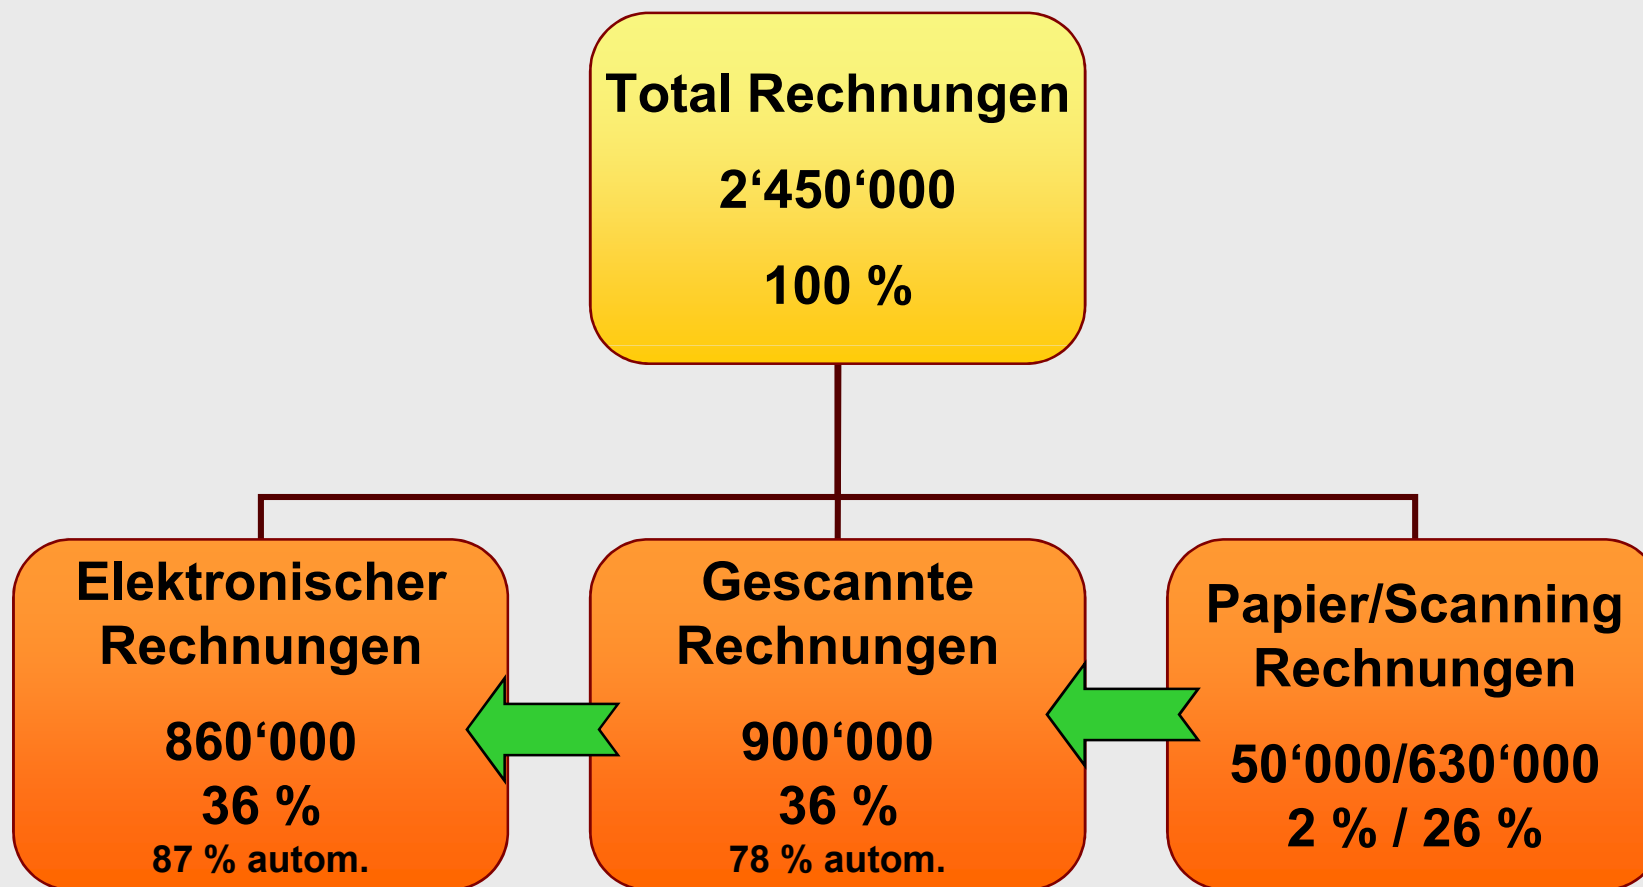 Total Rechnungen
2‘450‘000
100 %
Elektronischer
Rechnungen
860‘000
36 %
87 % autom.
Gescannte
Rechnungen
900‘000
36 %
78 % autom.
Papier/Scanning
Rechnungen
50‘000/630‘000
2 % / 26 %